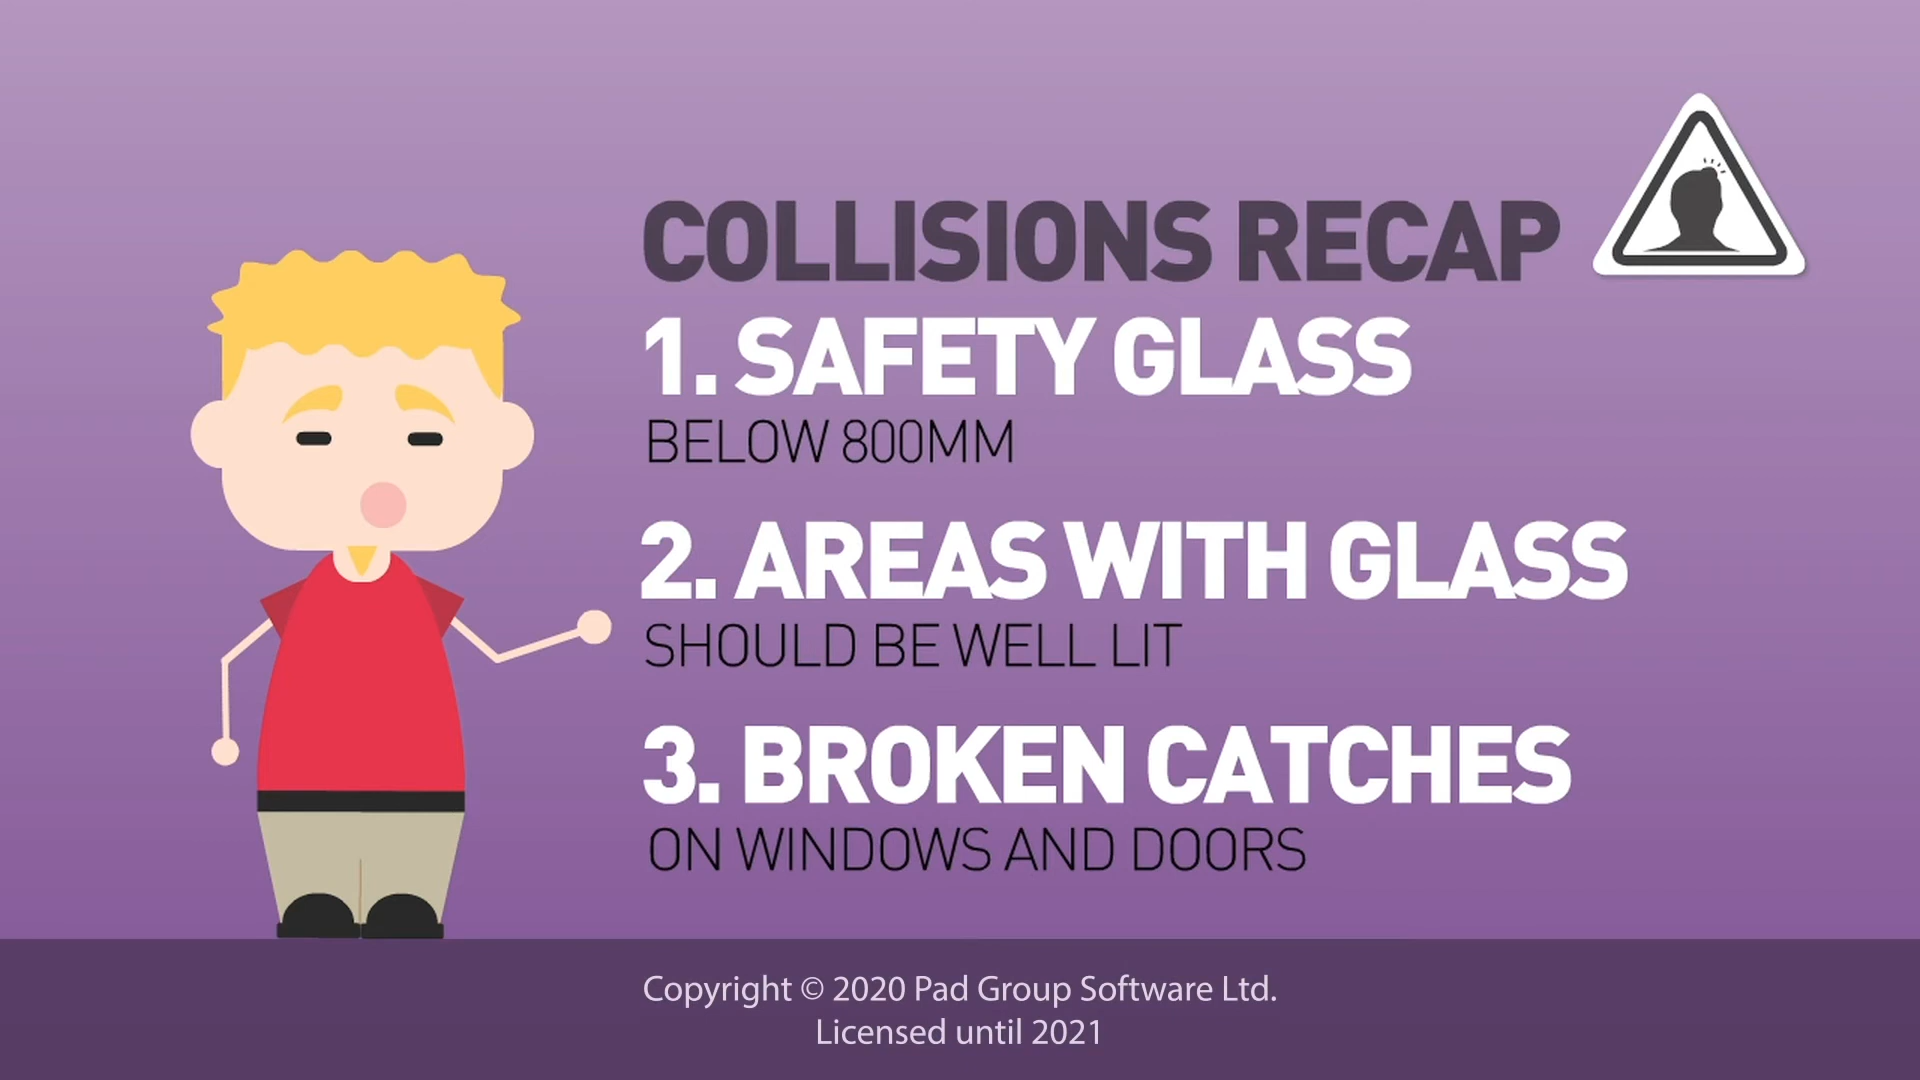 COLLISIONS RECAP
1. SAFETY GLASS
BELOW 800MM
2. AREAS WITH GLASS
SHOULD BE WELL LIT
3. BROKEN CATCHES
ON WINDOWS AND DOORS
Copyright © 2020 Pad Group Software Ltd.
Licensed until 2021